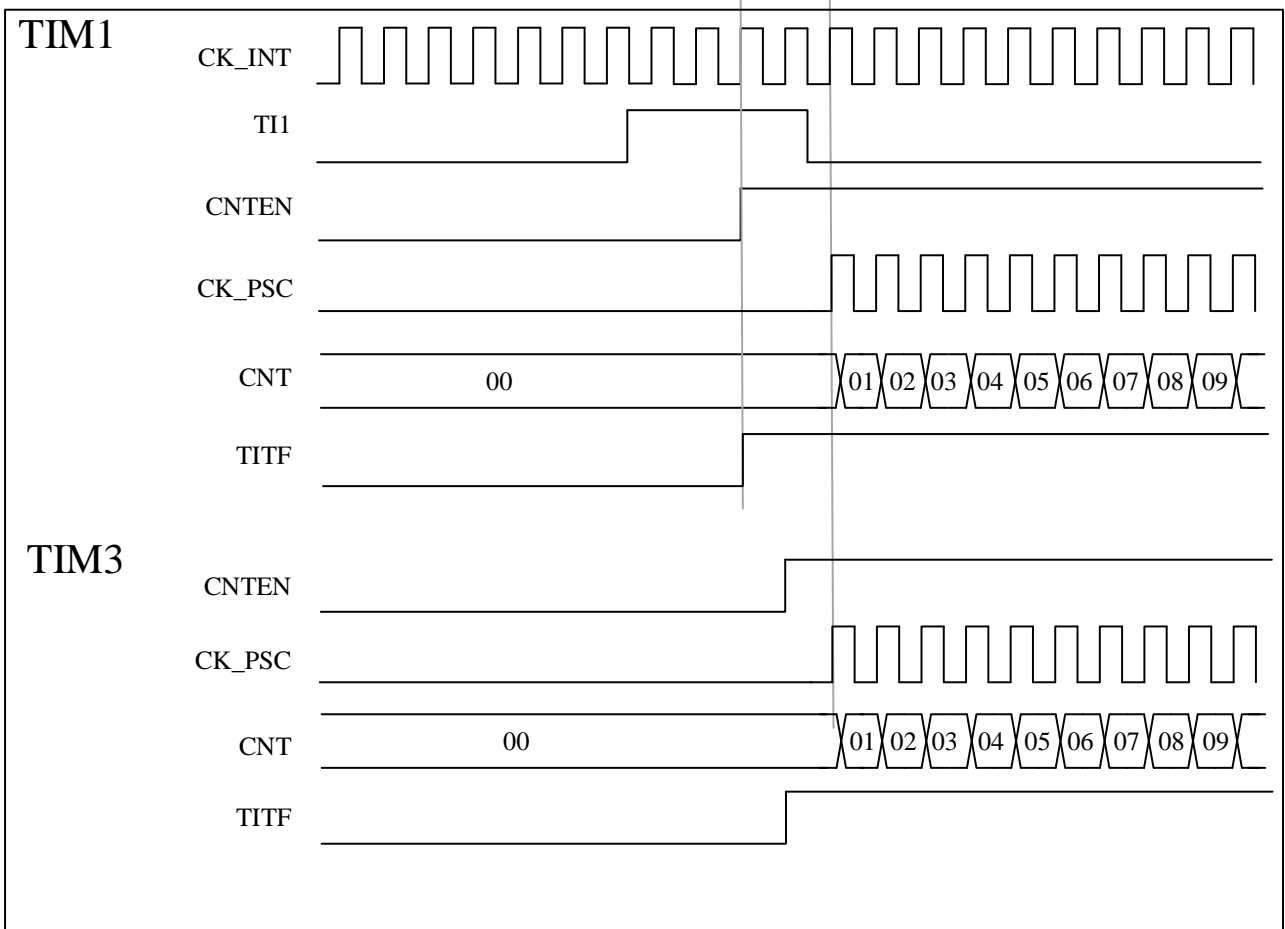 TIM1
CK_INT
TI1
CNTEN
CK_PSC
CNT 00 01 02 03 04 05 06 07 08 09
TITF
TIM3
CNTEN
CK_PSC
CNT 00 01 02 03 04 05 06 07 08 09
TITF